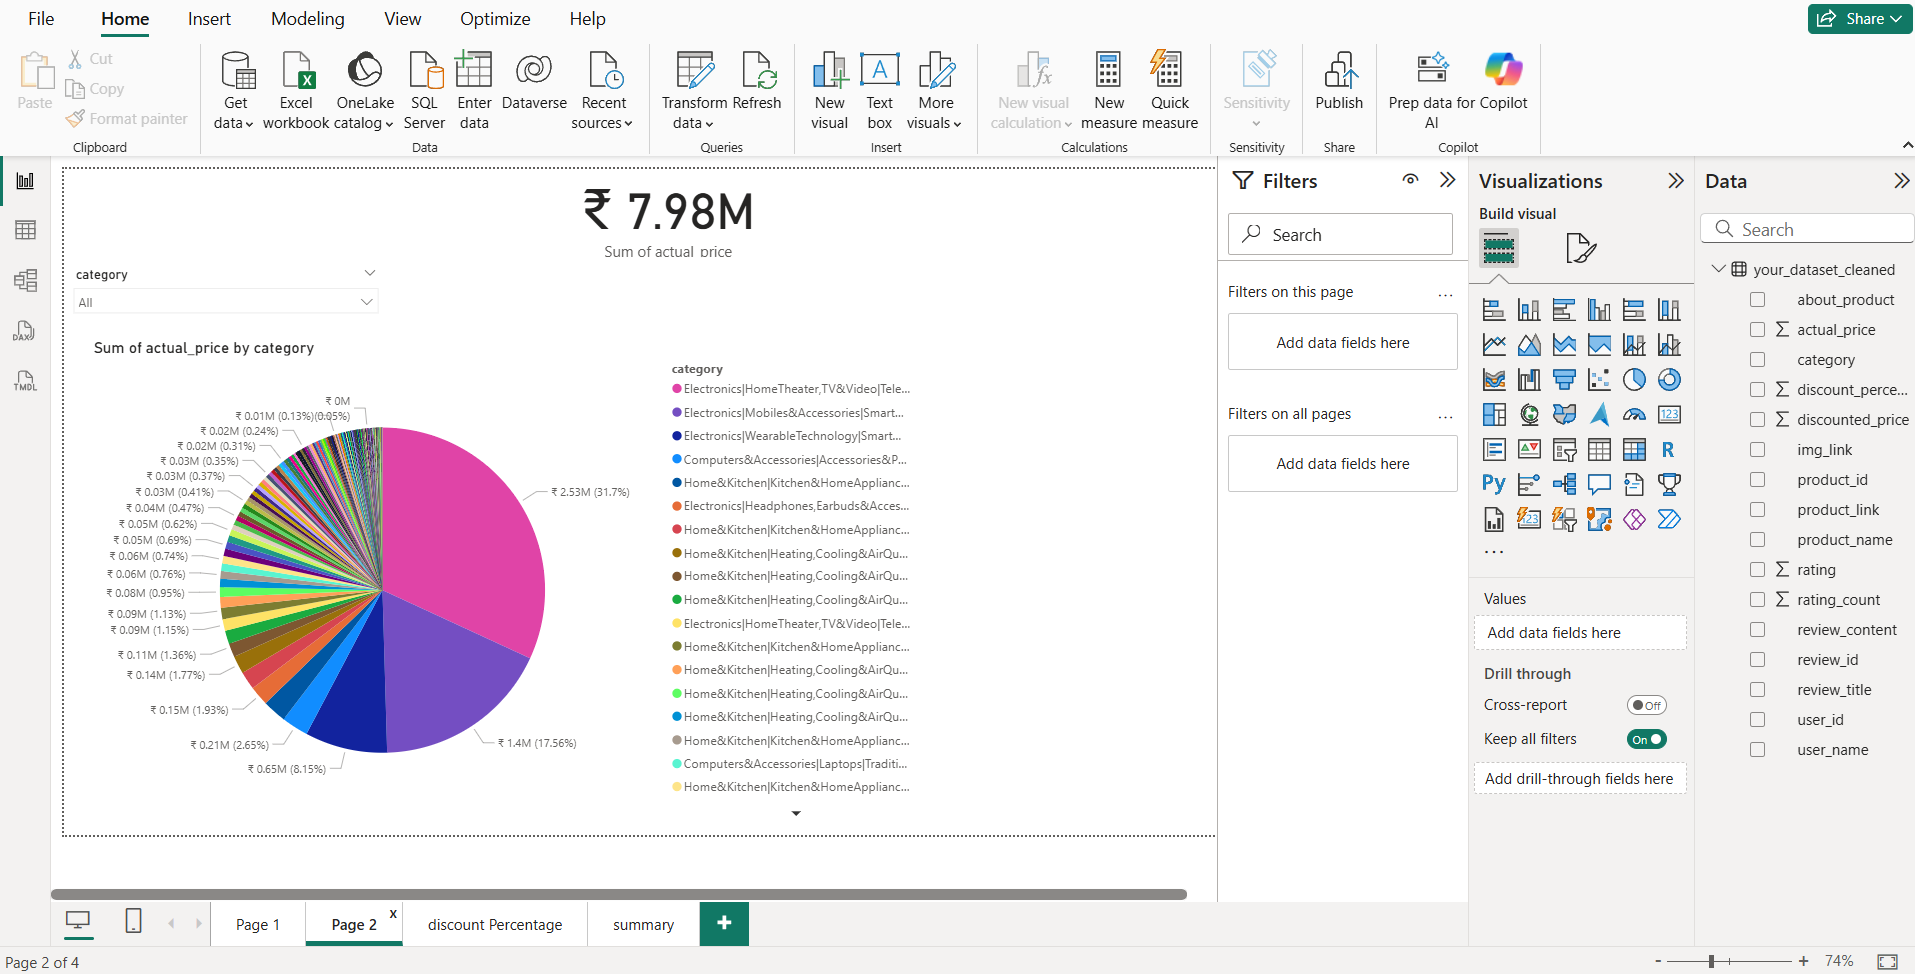 File Home Insert Modeling View Optimize Help
Share
Paste
Cut
Copy
Format painter
Clipboard
Get data
Excel workbook
OneLake catalog
SQL Server
Enter data
Dataverse
Recent sources
Data
Transform data
Refresh
Queries
New visual
Text box
More visuals
Insert
New visual calculation
New measure
Quick measure
Calculations
Sensitivity
Sensitivity
Publish
Share
Prep data for AI
Copilot
Copilot
DAX
TMDL
₹ 7.98M
Sum of actual_price
category
All
Sum of actual_price by category
₹ 0M
₹ 0.01M (0.13%)
(0.05%)
₹ 0.02M (0.24%)
₹ 0.02M (0.31%)
₹ 0.03M (0.35%)
₹ 0.03M (0.37%)
₹ 0.03M (0.41%)
₹ 0.04M (0.47%)
₹ 0.05M (0.62%)
₹ 0.05M (0.69%)
₹ 0.06M (0.74%)
₹ 0.06M (0.76%)
₹ 0.08M (0.95%)
₹ 0.09M (1.13%)
₹ 0.09M (1.15%)
₹ 0.11M (1.36%)
₹ 0.14M (1.77%)
₹ 0.15M (1.93%)
₹ 0.21M (2.65%)
₹ 0.65M (8.15%)
₹ 1.4M (17.56%)
₹ 2.53M (31.7%)
category
Electronics|HomeTheater,TV&Video|Tele...
Electronics|Mobiles&Accessories|Smart...
Electronics|WearableTechnology|Smart...
Computers&Accessories|Accessories&P...
Home&Kitchen|Kitchen&HomeApplianc...
Electronics|Headphones,Earbuds&Acces...
Home&Kitchen|Kitchen&HomeApplianc...
Home&Kitchen|Heating,Cooling&AirQu...
Home&Kitchen|Heating,Cooling&AirQu...
Home&Kitchen|Heating,Cooling&AirQu...
Electronics|HomeTheater,TV&Video|Tele...
Home&Kitchen|Kitchen&HomeApplianc...
Home&Kitchen|Heating,Cooling&AirQu...
Home&Kitchen|Heating,Cooling&AirQu...
Home&Kitchen|Heating,Cooling&AirQu...
Home&Kitchen|Kitchen&HomeApplianc...
Computers&Accessories|Laptops|Traditi...
Home&Kitchen|Kitchen&HomeApplianc...
Filters
Search
Filters on this page ...
Add data fields here
Filters on all pages ...
Add data fields here
Visualizations
Build visual
123
R
Py
123
...
Values
Add data fields here
Drill through
Cross-report Off
Keep all filters On
Add drill-through fields here
Data
Search
your_dataset_cleaned
about_product
Σ actual_price
category
Σ discount_perce...
Σ discounted_price
img_link
product_id
product_link
product_name
Σ rating
Σ rating_count
review_content
review_id
review_title
user_id
user_name
Page 1
Page 2 x
discount Percentage
summary
+
Page 2 of 4
- + 74%